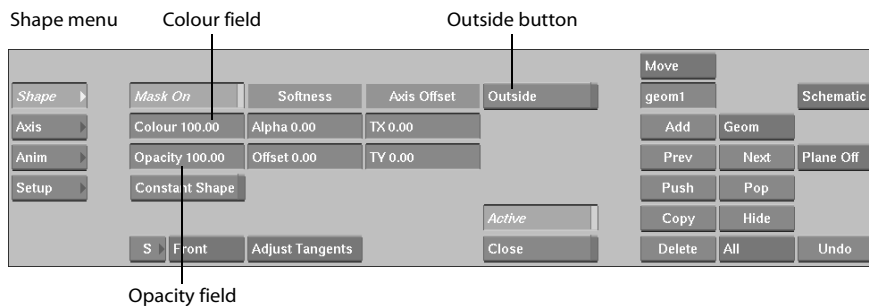 Shape menu Colour field Outside button
Move
Shape Mask On Softness Axis Offset Outside geom1 Schematic
Axis Colour 100.00 Alpha 0.00 TX 0.00 Add Geom
Anim Opacity 100.00 Offset 0.00 TY 0.00 Prev Next Plane Off
Setup Constant Shape Push Pop
Active Copy Hide
S Front Adjust Tangents Close Delete All Undo
Opacity field